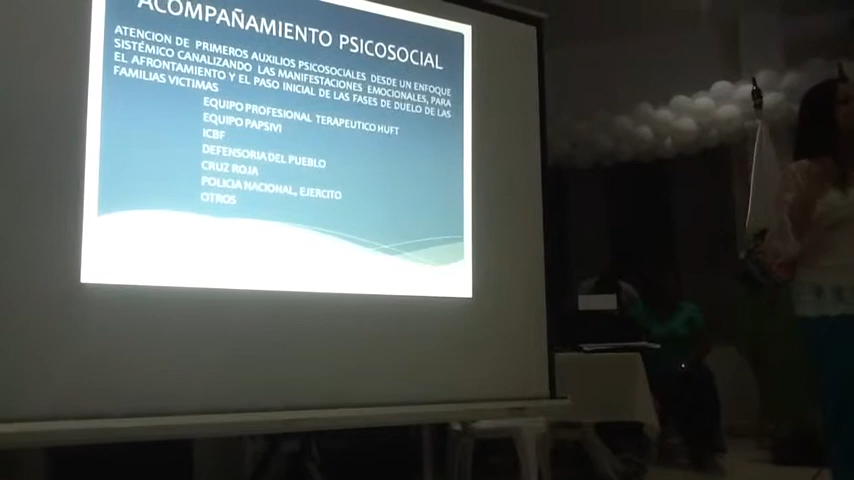 ACOMPAÑAMIENTO PSICOSOCIAL
ATENCION DE PRIMEROS AUXILIOS PSICOSOCIALES DESDE UN ENFOQUE
SISTÉMICO CANALIZANDO LAS MANIFESTACIONES EMOCIONALES, PARA
EL AFRONTAMIENTO Y EL PASO INICIAL DE LAS FASES DE DUELO DE LAS
FAMILIAS VICTIMAS
EQUIPO PROFESIONAL TERAPEUTICO HUFT
EQUIPO PAPSIVI
ICBF
DEFENSORIA DEL PUEBLO
CRUZ ROJA
POLICIA NACIONAL, EJERCITO
OTROS